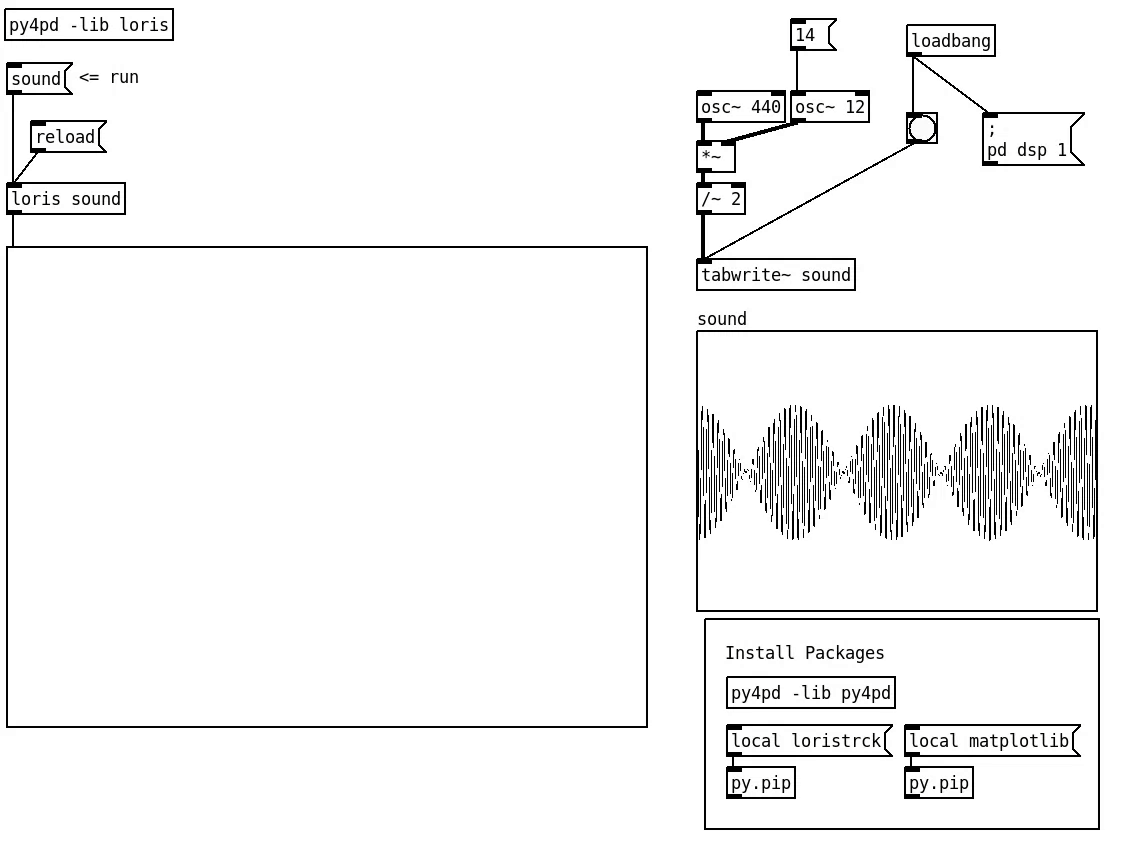 py4pd -lib loris
sound
<= run
reload
loris sound
14
loadbang
osc~ 440
osc~ 12
;
pd dsp 1
*~
/~ 2
tabwrite~ sound
sound
Install Packages
py4pd -lib py4pd
local loristrck
local matplotlib
py.pip
py.pip